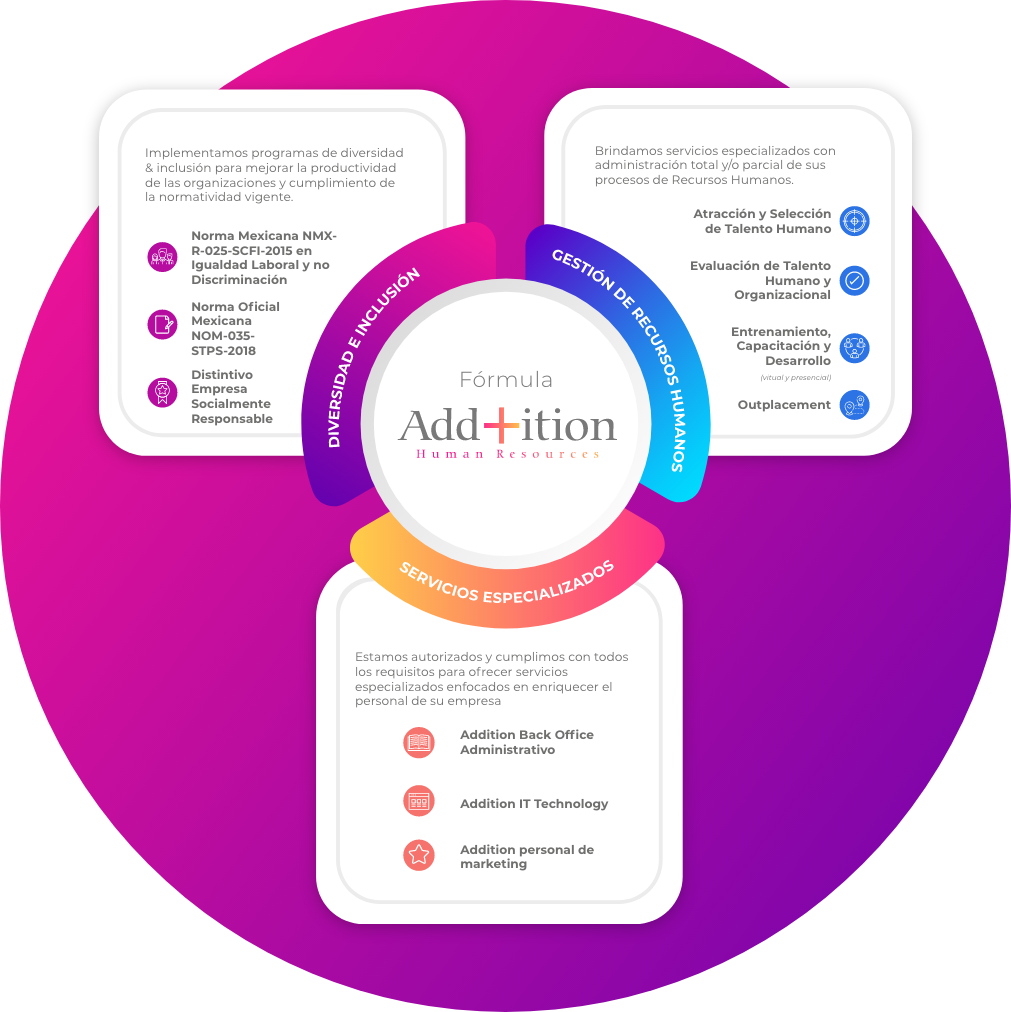 Implementamos programas de diversidad
& inclusión para mejorar la productividad
de las organizaciones y cumplimiento de
la normatividad vigente.
Norma Mexicana NMX-
R-025-SCFI-2015 en
Igualdad Laboral y no
Discriminación
Norma Oficial
Mexicana
NOM-035-
STPS-2018
Distintivo
Empresa
Socialmente
Responsable
DIVERSIDAD E INCLUSIÓN
Brindamos servicios especializados con
administración total y/o parcial de sus
procesos de Recursos Humanos.
Atracción y Selección
de Talento Humano
Evaluación de Talento
Humano y
Organizacional
Entrenamiento,
Capacitación y
Desarrollo
(vitual y presencial)
Outplacement
GESTIÓN DE RECURSOS HUMANOS
Fórmula
Add+ition
Human Resources
SERVICIOS ESPECIALIZADOS
Estamos autorizados y cumplimos con todos
los requisitos para ofrecer servicios
especializados enfocados en enriquecer el
personal de su empresa
Addition Back Office
Administrativo
Addition IT Technology
Addition personal de
marketing